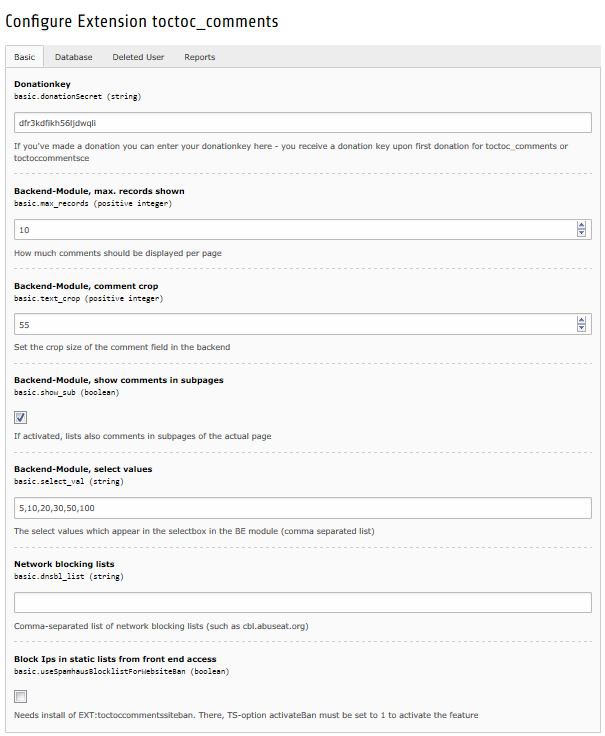 Configure Extension toctoc_comments
Basic Database Deleted User Reports
Donationkey
basic.donationSecret (string)
dfr3kdfikh56ljdwqli
If you've made a donation you can enter your donationkey here - you receive a donation key upon first donation for toctoc_comments or
toctoccommentsce
Backend-Module, max. records shown
basic.max_records (positive integer)
10
How much comments should be displayed per page
Backend-Module, comment crop
basic.text_crop (positive integer)
55
Set the crop size of the comment field in the backend
Backend-Module, show comments in subpages
basic.show_sub (boolean)
If activated, lists also comments in subpages of the actual page
Backend-Module, select values
basic.select_val (string)
5,10,20,30,50,100
The select values which appear in the selectbox in the BE module (comma separated list)
Network blocking lists
basic.dnsbl_list (string)
Comma-separated list of network blocking lists (such as cbl.abuseat.org)
Block Ips in static lists from front end access
basic.useSpamhausBlocklistForWebsiteBan (boolean)
Needs install of EXT:toctoccommentssiteban. There, TS-option activateBan must be set to 1 to activate the feature